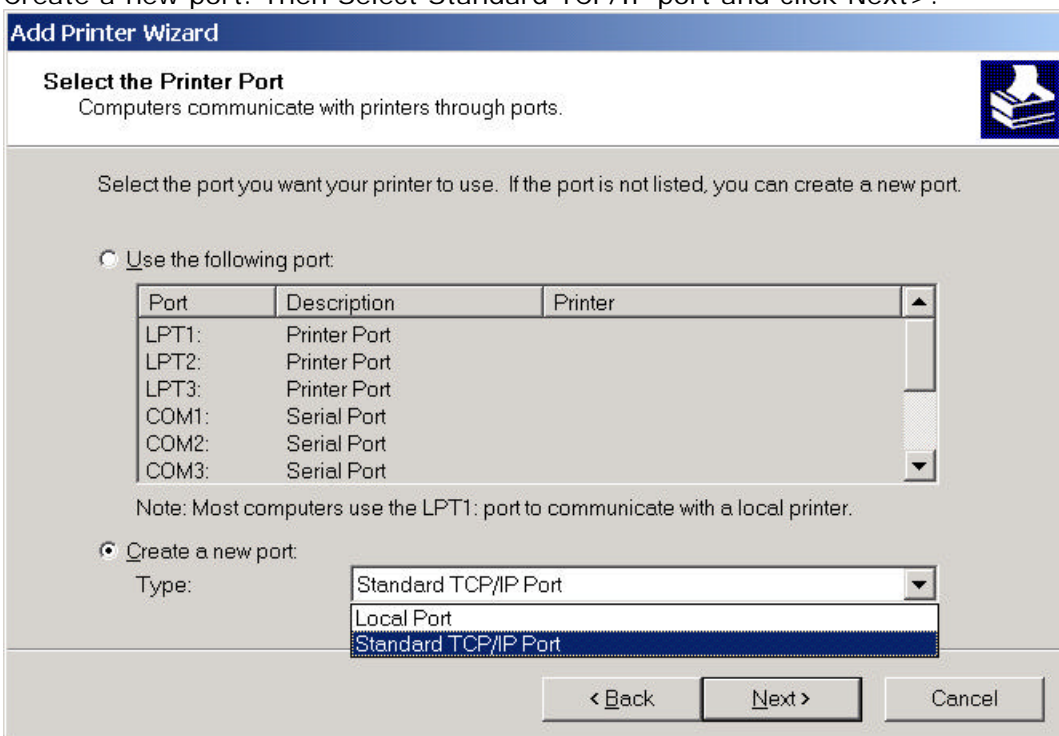 create a new port. Then Select Standard TCP/IP port and click Next>.
Add Printer Wizard
Select the Printer Port
Computers communicate with printers through ports.
Select the port you want your printer to use. If the port is not listed, you can create a new port.
Use the following port:
Port Description Printer
LPT1: Printer Port
LPT2: Printer Port
LPT3: Printer Port
COM1: Serial Port
COM2: Serial Port
COM3: Serial Port
Note: Most computers use the LPT1: port to communicate with a local printer.
Create a new port:
Type: Standard TCP/IP Port
Local Port
Standard TCP/IP Port
< Back Next > Cancel